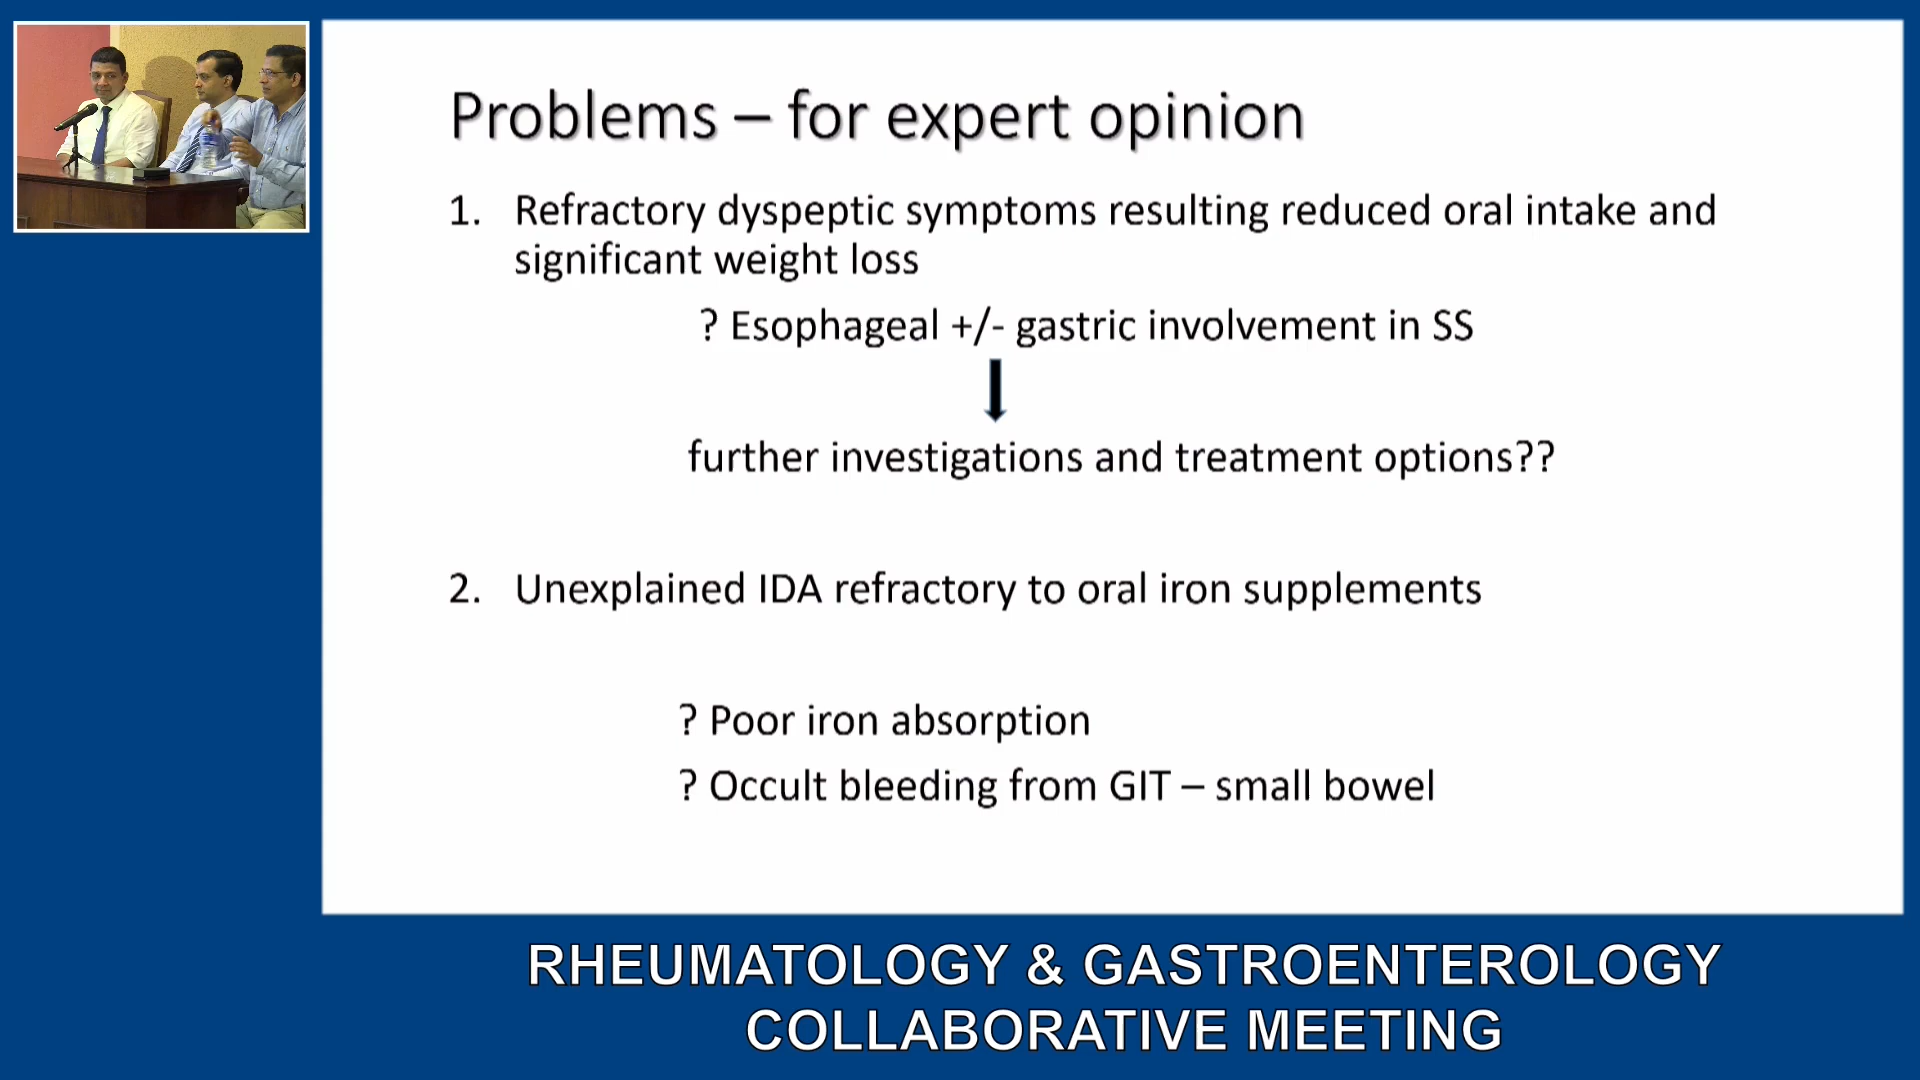 Problems – for expert opinion
1. Refractory dyspeptic symptoms resulting reduced oral intake and
significant weight loss
? Esophageal +/- gastric involvement in SS
further investigations and treatment options??
2. Unexplained IDA refractory to oral iron supplements
? Poor iron absorption
? Occult bleeding from GIT – small bowel
RHEUMATOLOGY & GASTROENTEROLOGY
COLLABORATIVE MEETING